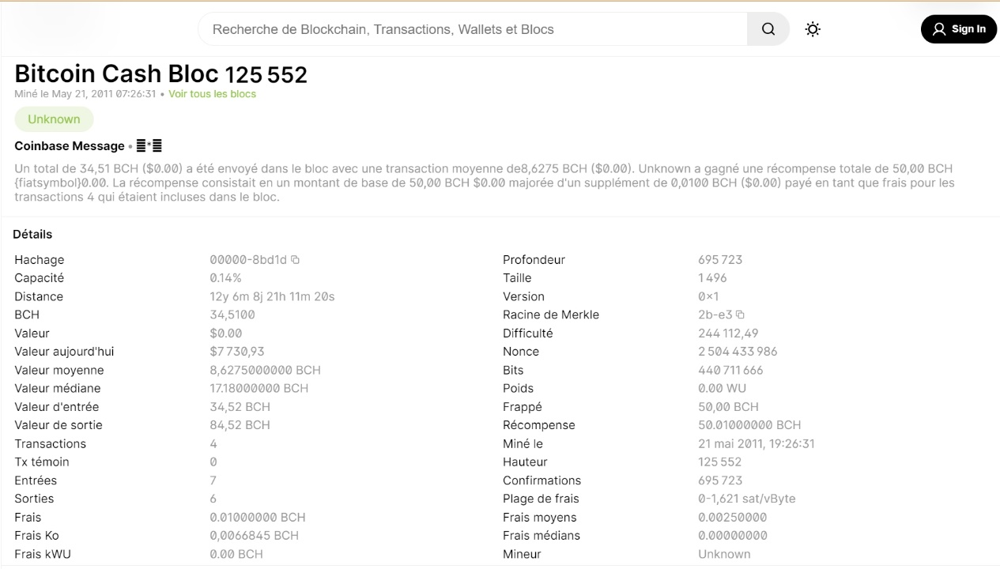 Recherche de Blockchain, Transactions, Wallets et Blocs
Sign In
Bitcoin Cash Bloc 125 552
Miné le May 21, 2011 07:26:31 • Voir tous les blocs
Unknown
Coinbase Message • ䷁*䷁
Un total de 34,51 BCH ($0.00) a été envoyé dans le bloc avec une transaction moyenne de8,6275 BCH ($0.00). Unknown a gagné une récompense totale de 50,00 BCH
{fiatsymbol}0.00. La récompense consistait en un montant de base de 50,00 BCH $0.00 majorée d'un supplément de 0,0100 BCH ($0.00) payé en tant que frais pour les
transactions 4 qui étaient incluses dans le bloc.
Détails
Hachage 00000-8bd1d Profondeur 695 723
Capacité 0.14% Taille 1 496
Distance 12y 6m 8j 21h 11m 20s Version 0×1
BCH 34,5100 Racine de Merkle 2b-e3
Valeur $0.00 Difficulté 244 112,49
Valeur aujourd'hui $7 730,93 Nonce 2 504 433 986
Valeur moyenne 8,6275000000 BCH Bits 440 711 666
Valeur médiane 17.18000000 BCH Poids 0.00 WU
Valeur d'entrée 34,52 BCH Frappé 50,00 BCH
Valeur de sortie 84,52 BCH Récompense 50.01000000 BCH
Transactions 4 Miné le 21 mai 2011, 19:26:31
Tx témoin 0 Hauteur 125 552
Entrées 7 Confirmations 695 723
Sorties 6 Plage de frais 0-1,621 sat/vByte
Frais 0.01000000 BCH Frais moyens 0.00250000
Frais Ko 0,0066845 BCH Frais médians 0.00000000
Frais kWU 0.00 BCH Mineur Unknown